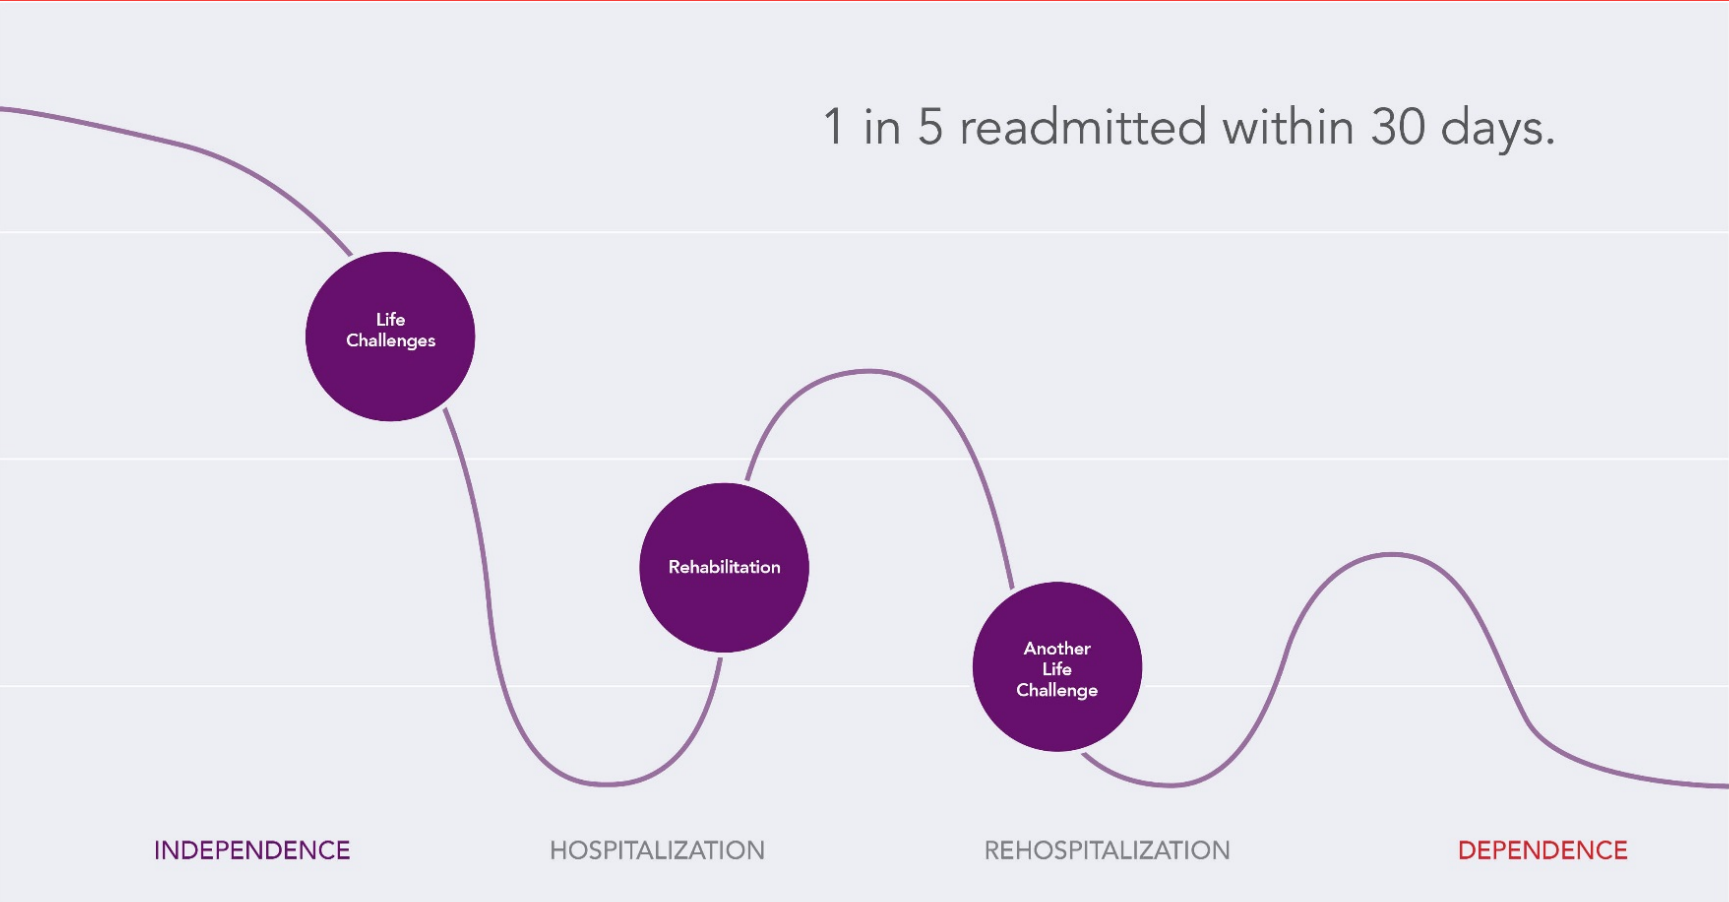 1 in 5 readmitted within 30 days.
Life
Challenges
Rehabilitation
Another
Life
Challenge
INDEPENDENCE
HOSPITALIZATION
REHOSPITALIZATION
DEPENDENCE